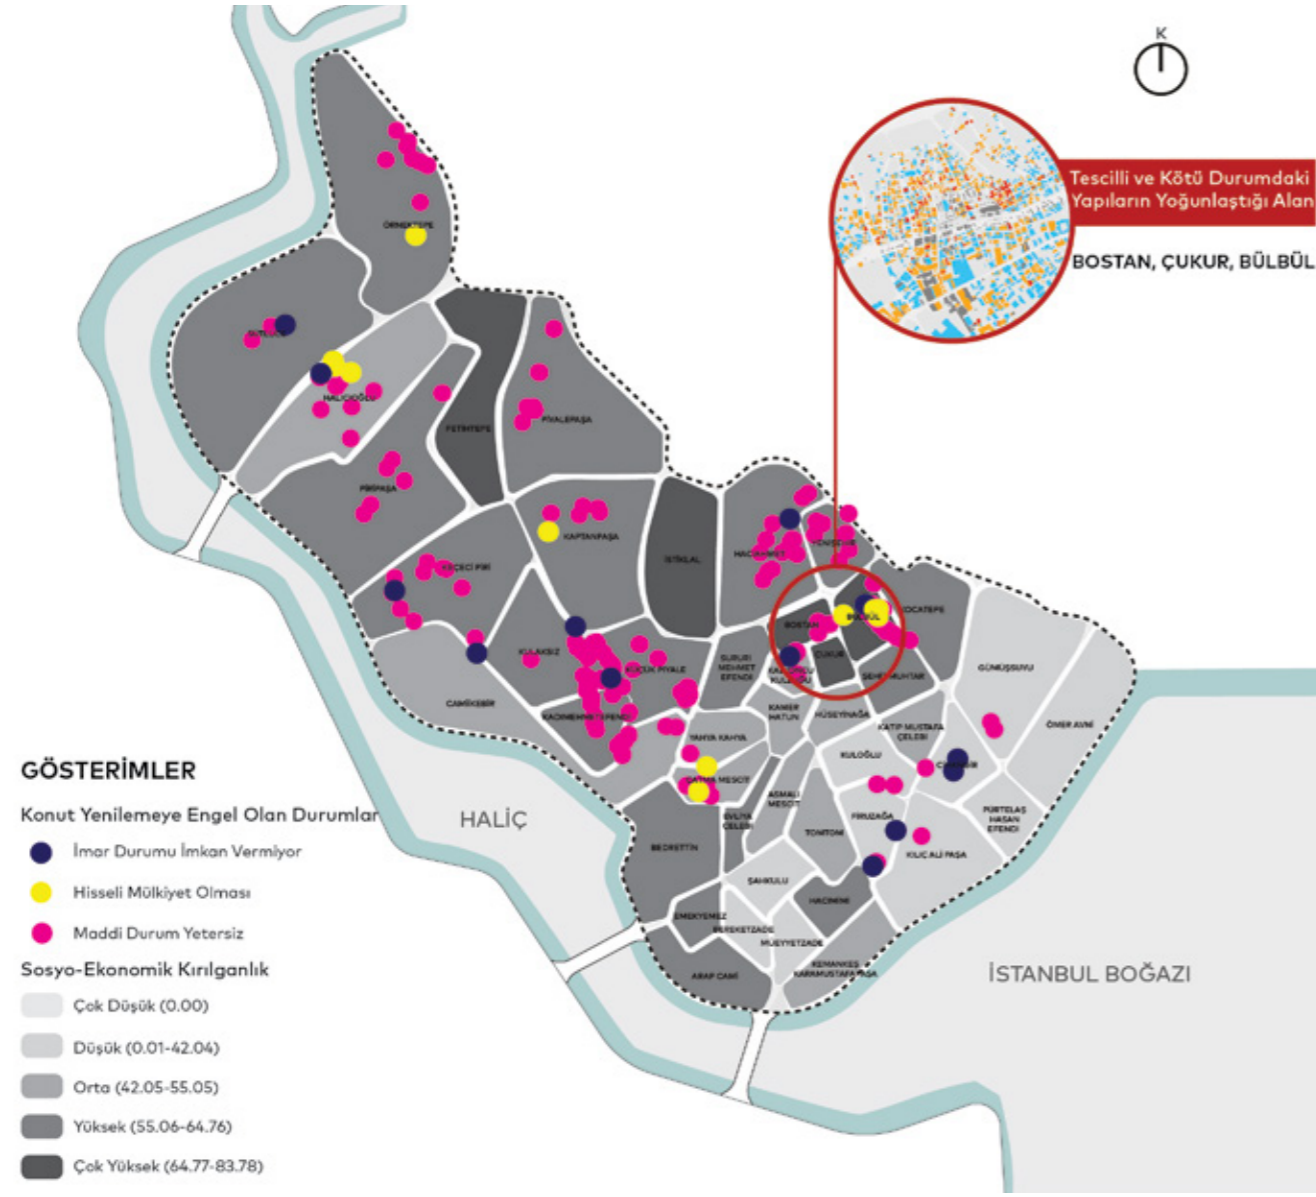 K
Tescilli ve Kötü Durumdaki
Yapıların Yoğunlaştığı Alan
BOSTAN, ÇUKUR, BÜLBÜL
ÖRNEKTEPE
HALICIOĞLU
FETİHTEPE
PİYALEPAŞA
PİRİPAŞA
KAPTANPAŞA
İSTİKLAL
HACIAHMET
YENİŞEHİR
KEÇECİ PİRİ
BOSTAN
BÜLBÜL
KOCATEPE
KULAKSIZ
KÜÇÜK PİYALE
SURURİ
MEHMET
EFENDİ
ÇUKUR
ŞEHİT MUHTAR
GÜMÜŞSUYU
CAMİİKEBİR
KADIMEHMET EFENDİ
KAMER
HATUN
HÜSEYİNAĞA
KATİP MUSTAFA
ÇELEBİ
ÖMER AVNİ
YAHYA KAHYA
KULOĞLU
CİHANGİR
ASMALI
MESCİT
EVLİYA
ÇELEBİ
FİRUZAĞA
PÜRTELAŞ
HASAN
EFENDİ
TOMTOM
BEDRETTİN
KILIÇ ALİ PAŞA
ŞAHKULU
HACIMİMİ
EMEKYEMEZ
BEREKETZADE
MÜEYYETZADE
ARAP CAMİ
KEMANKEŞ
KARAMUSTAFA PAŞA
HALİÇ
İSTANBUL BOĞAZI
GÖSTERİMLER
Konut Yenilemeye Engel Olan Durumlar
İmar Durumu İmkan Vermiyor
Hisseli Mülkiyet Olması
Maddi Durum Yetersiz
Sosyo-Ekonomik Kırılganlık
Çok Düşük (0.00)
Düşük (0.01-42.04)
Orta (42.05-55.05)
Yüksek (55.06-64.76)
Çok Yüksek (64.77-83.78)